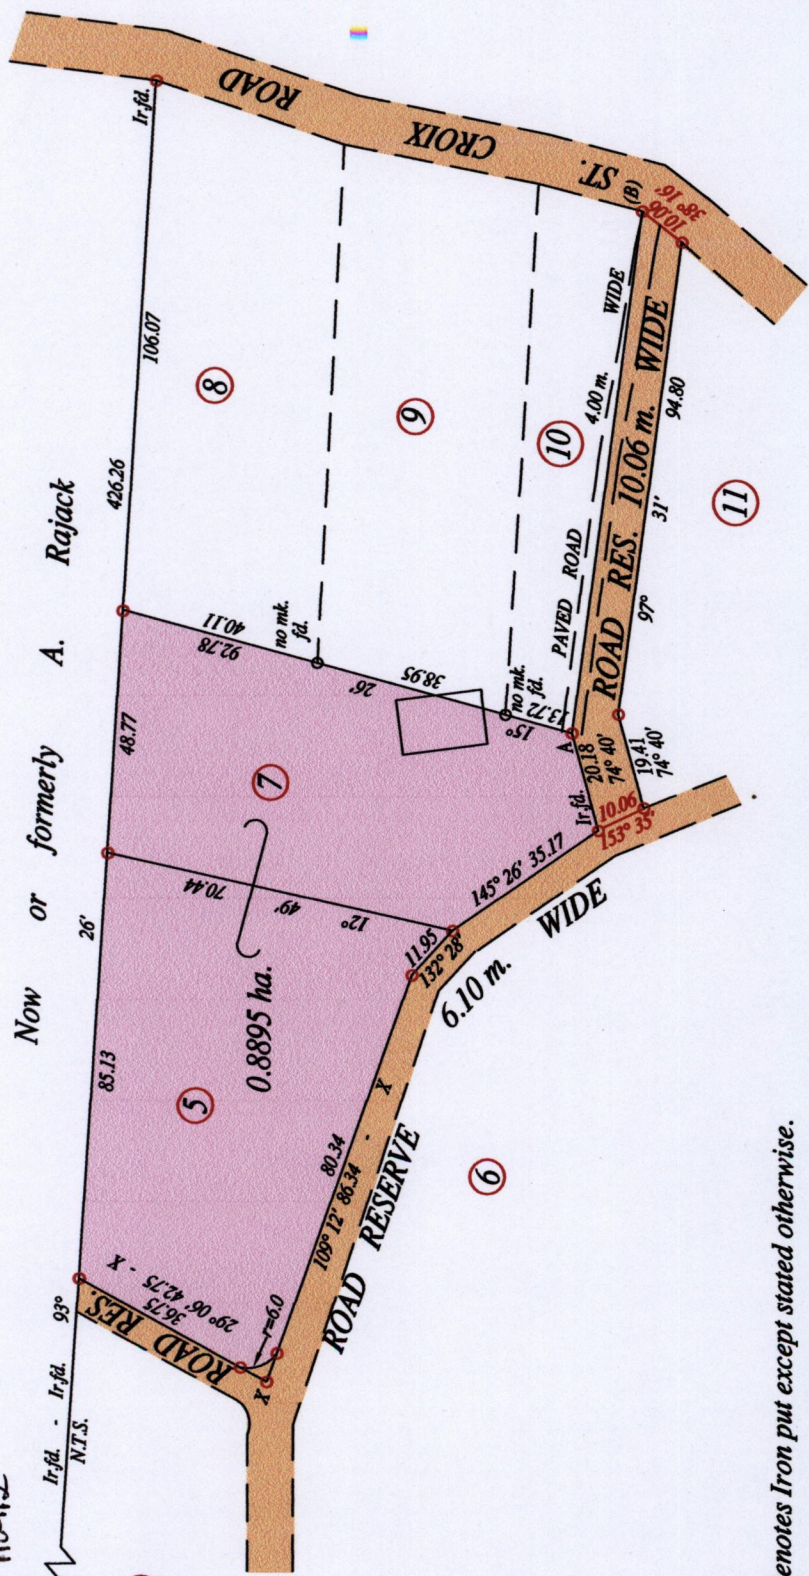 Now or formerly A. Rajack
Ir.fd. - Ir.fd.
N.T.S.
93°
26'
426.26
85.13
48.77
106.07
Ir.fd.
ROAD RES.
29° 06' 42.75 - X
36.75
r=6.0
X
5
0.8895 ha.
12° 49' 70.44
7
15° 26' 92.78
40.11
38.95
13.72
no mk.
fd.
no mk.
fd.
8
9
10
11
6
ST. CROIX ROAD
(B)
10.06
38° 16'
PAVED ROAD 4.00 m. WIDE
ROAD RES. 10.06 m. WIDE
97° 31' 94.80
A
20.18
74° 40'
19.41
74° 40'
Ir.fd.
10.06
153° 35'
145° 26' 35.17
11.95
132° 28'
80.34
109° 12' 86.34 - X
ROAD RESERVE 6.10 m. WIDE
enotes Iron put except stated otherwise.